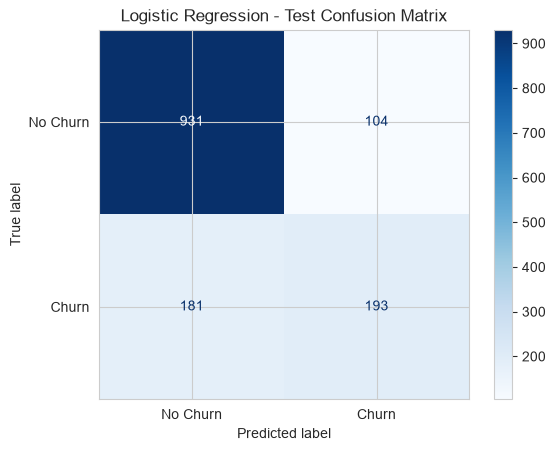 Logistic Regression - Test Confusion Matrix
900
No Churn
931
104
800
700
600
True label
500
400
Churn
181
193
300
200
No Churn
Churn
Predicted label